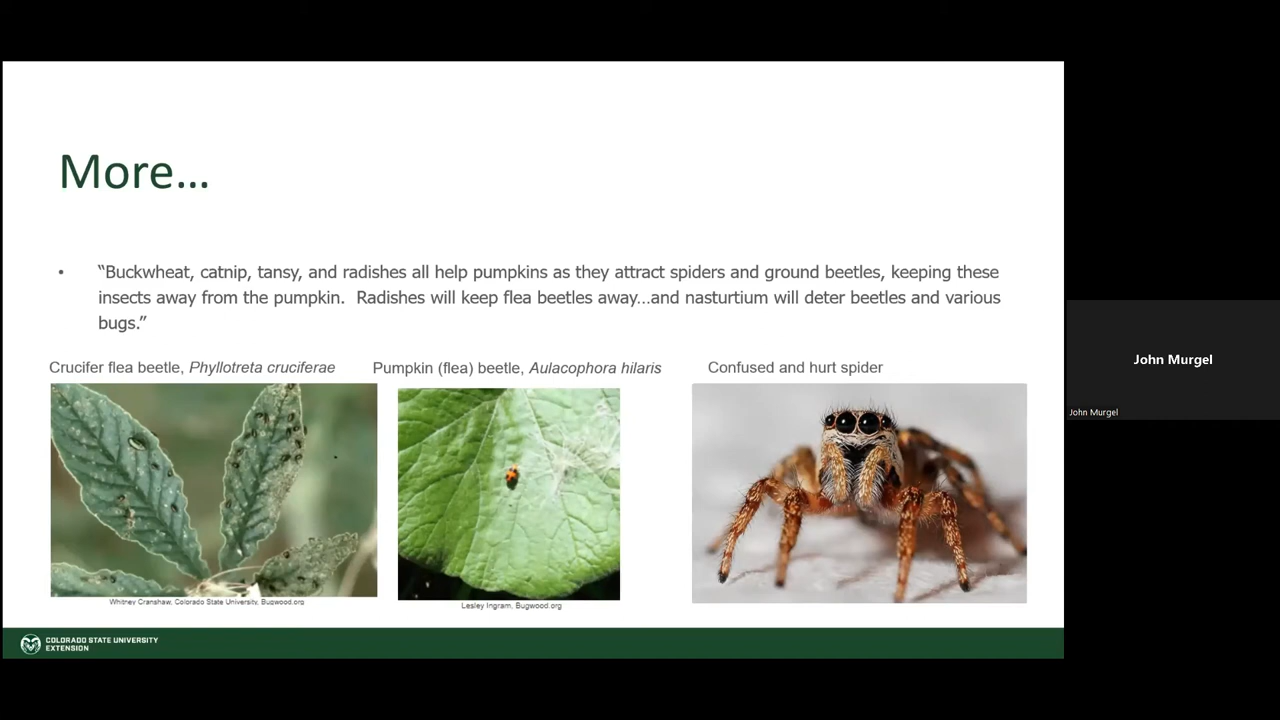 More...
• “Buckwheat, catnip, tansy, and radishes all help pumpkins as they attract spiders and ground beetles, keeping these
insects away from the pumpkin.  Radishes will keep flea beetles away...and nasturtium will deter beetles and various
bugs.”
Crucifer flea beetle, Phyllotreta cruciferae
Pumpkin (flea) beetle, Aulacophora hilaris
Confused and hurt spider
Whitney Cranshaw, Colorado State University, Bugwood.org
Lesley Ingram, Bugwood.org
COLORADO STATE UNIVERSITY
EXTENSION
John Murgel
John Murgel